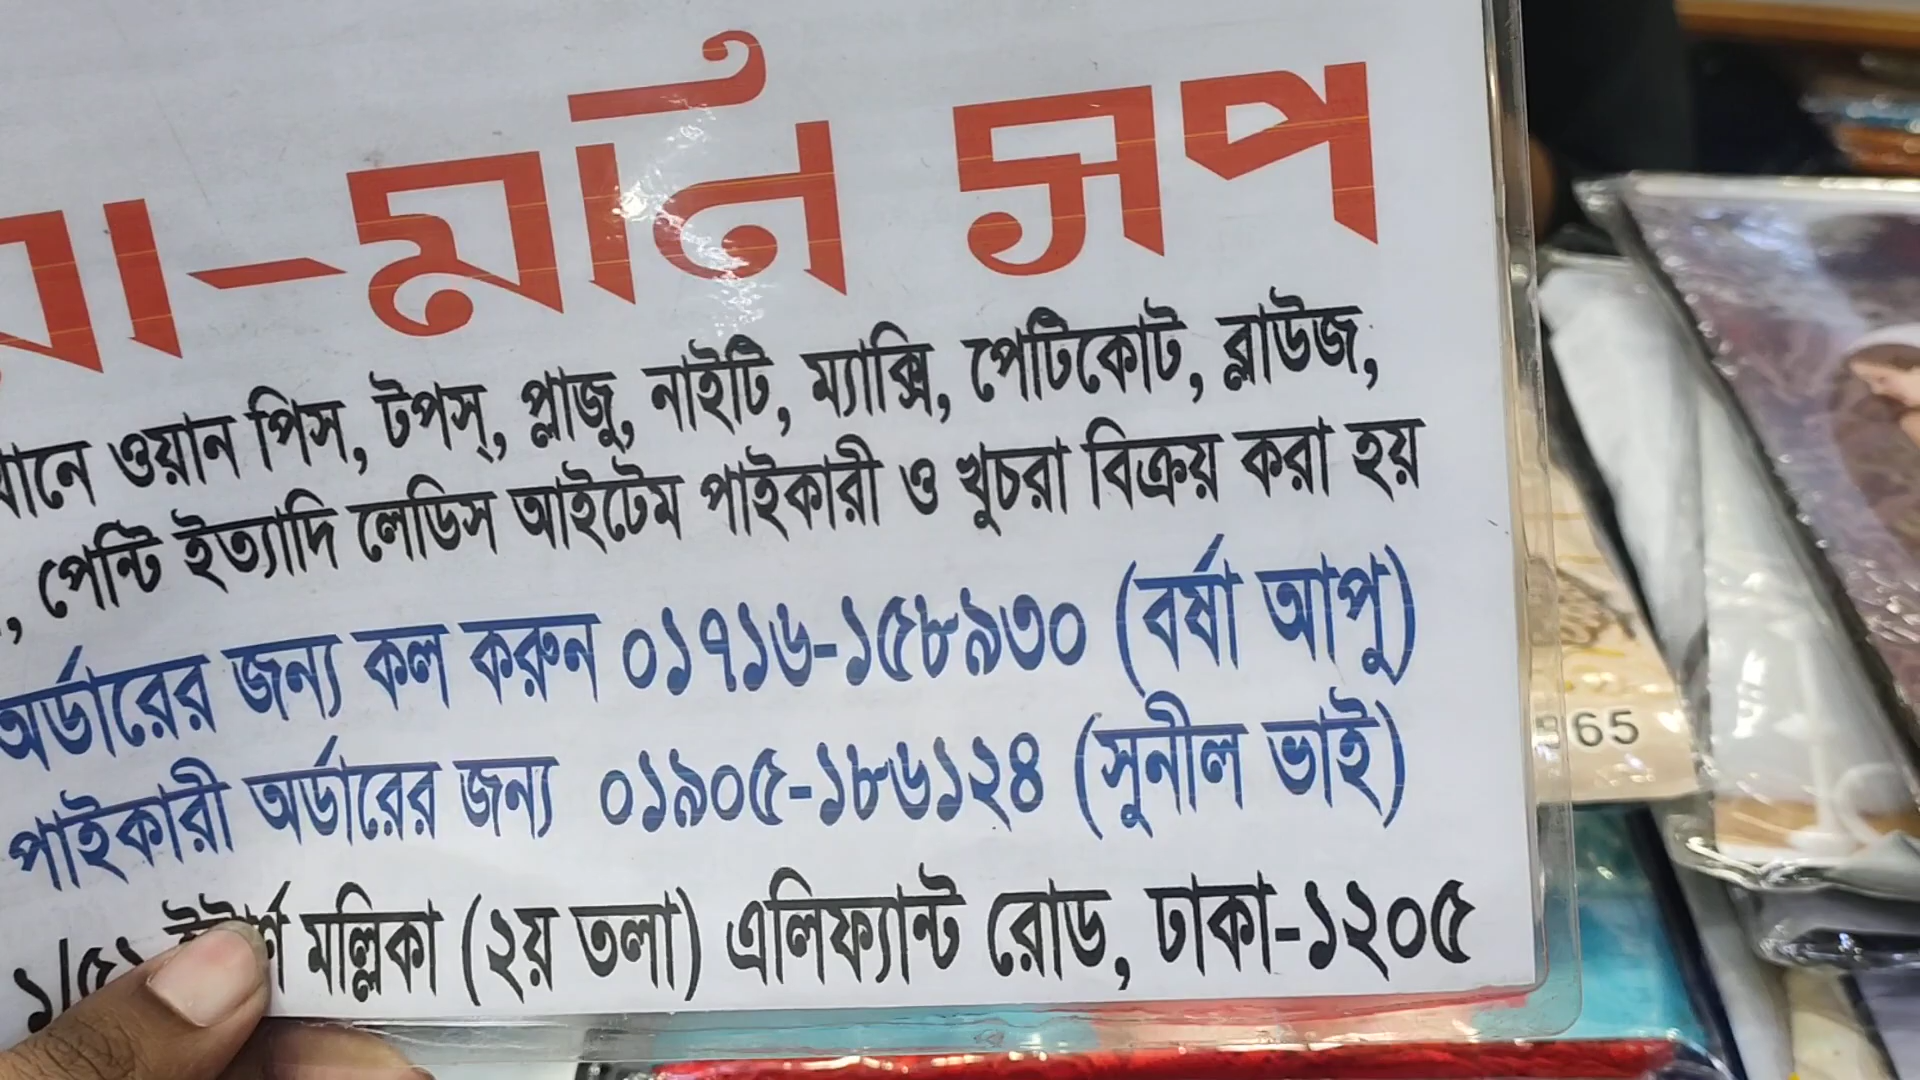 -মনি সপ
ওয়ান পিস, টপস্, প্লাজু, নাইটি, ম্যাক্সি, পেটিকোট, ব্লাউজ,
, পেন্টি ইত্যাদি লেডিস আইটেম পাইকারী ও খুচরা বিক্রয় করা হয়
অর্ডারের জন্য কল করুন ০১৭১৬-১৫৮৯৩০ (বর্ষা আপু)
পাইকারী অর্ডারের জন্য ০১৯০৫-১৮৬১২৪ (সুনীল ভাই)
মল্লিকা (২য় তলা) এলিফ্যান্ট রোড, ঢাকা-১২০৫
65